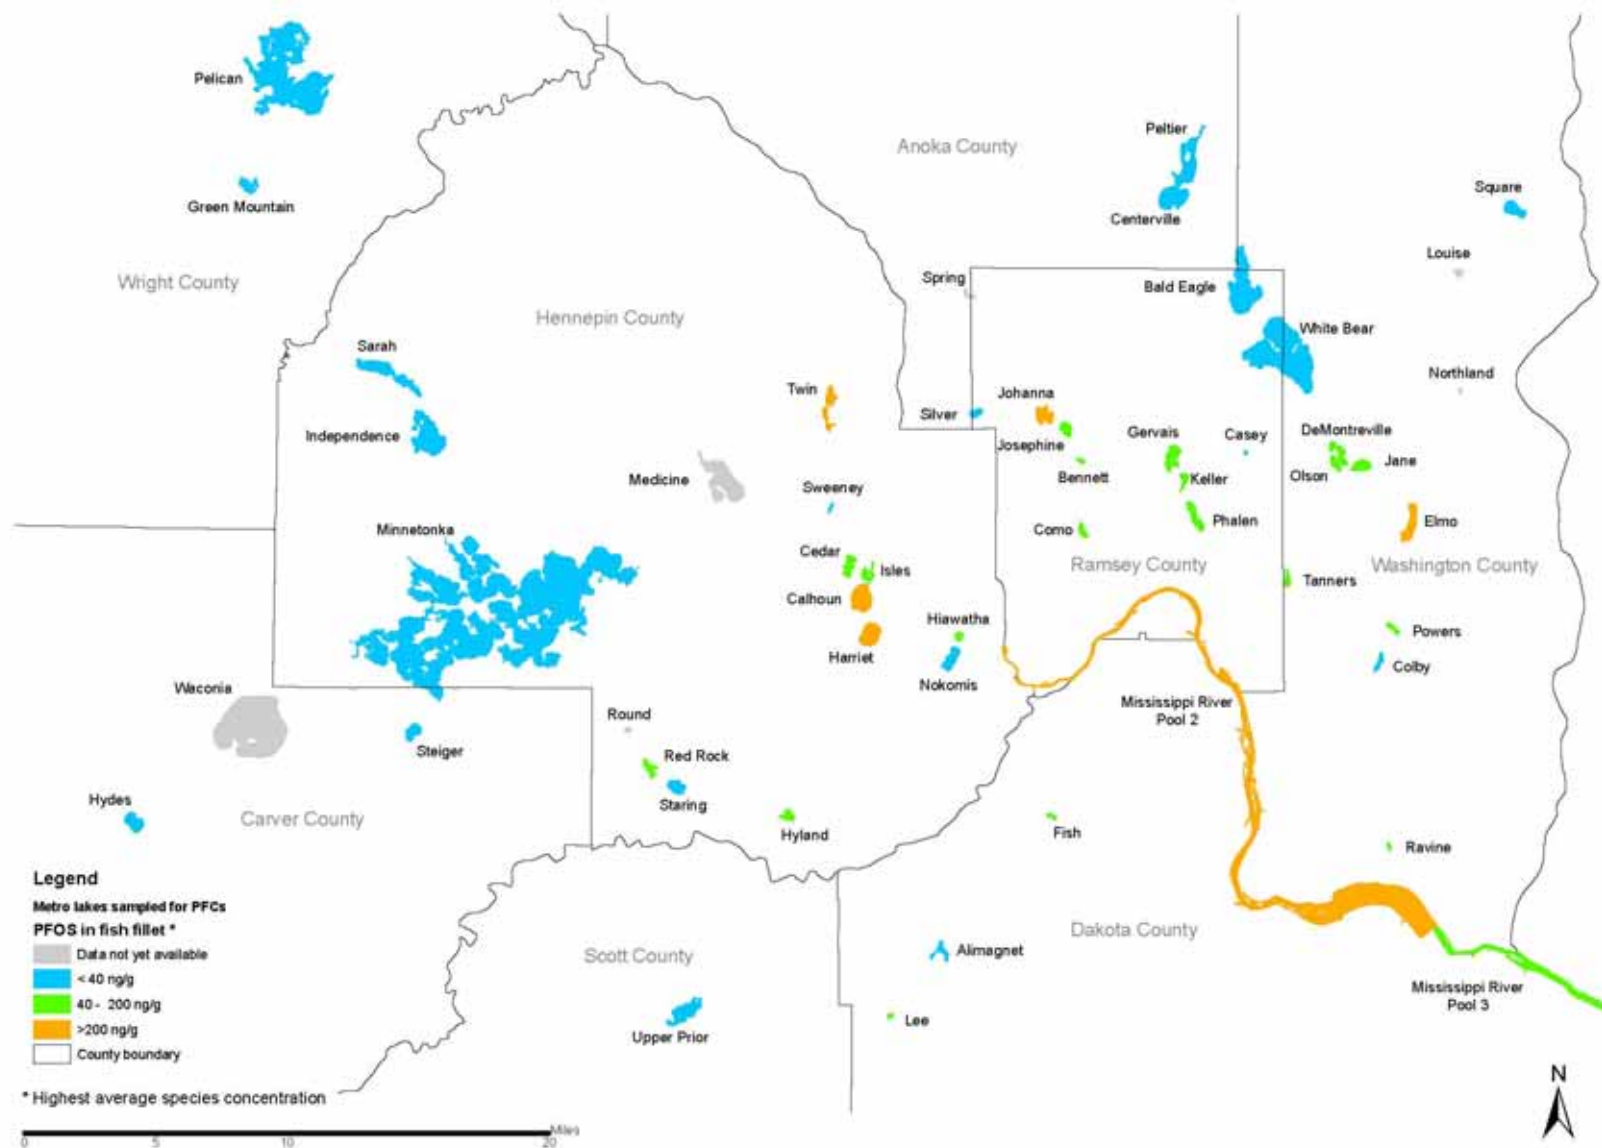 Pelican
Peltier
Anoka County
Green Mountain
Square
Centerville
Louise
Wright County
Spring
Bald Eagle
Hennepin County
White Bear
Sarah
Northland
Twin
Johanna
Silver
Independence
Josephine
Gervais
Casey
DeMontreville
Jane
Bennett
Keller
Olson
Medicine
Sweeney
Minnetonka
Como
Phalen
Elmo
Cedar
Isles
Ramsey County
Washington County
Tanners
Calhoun
Hiawatha
Powers
Harriet
Colby
Nokomis
Waconia
Mississippi River
Pool 2
Round
Steiger
Red Rock
Staring
Hydes
Carver County
Hyland
Fish
Ravine
Legend
Metro lakes sampled for PFCs
PFOS in fish fillet *
Data not yet available
< 40 ng/g
40 - 200 ng/g
>200 ng/g
County boundary
Dakota County
Scott County
Alimagnet
Mississippi River
Pool 3
Lee
Upper Prior
* Highest average species concentration
N
Miles
0 5 10 20